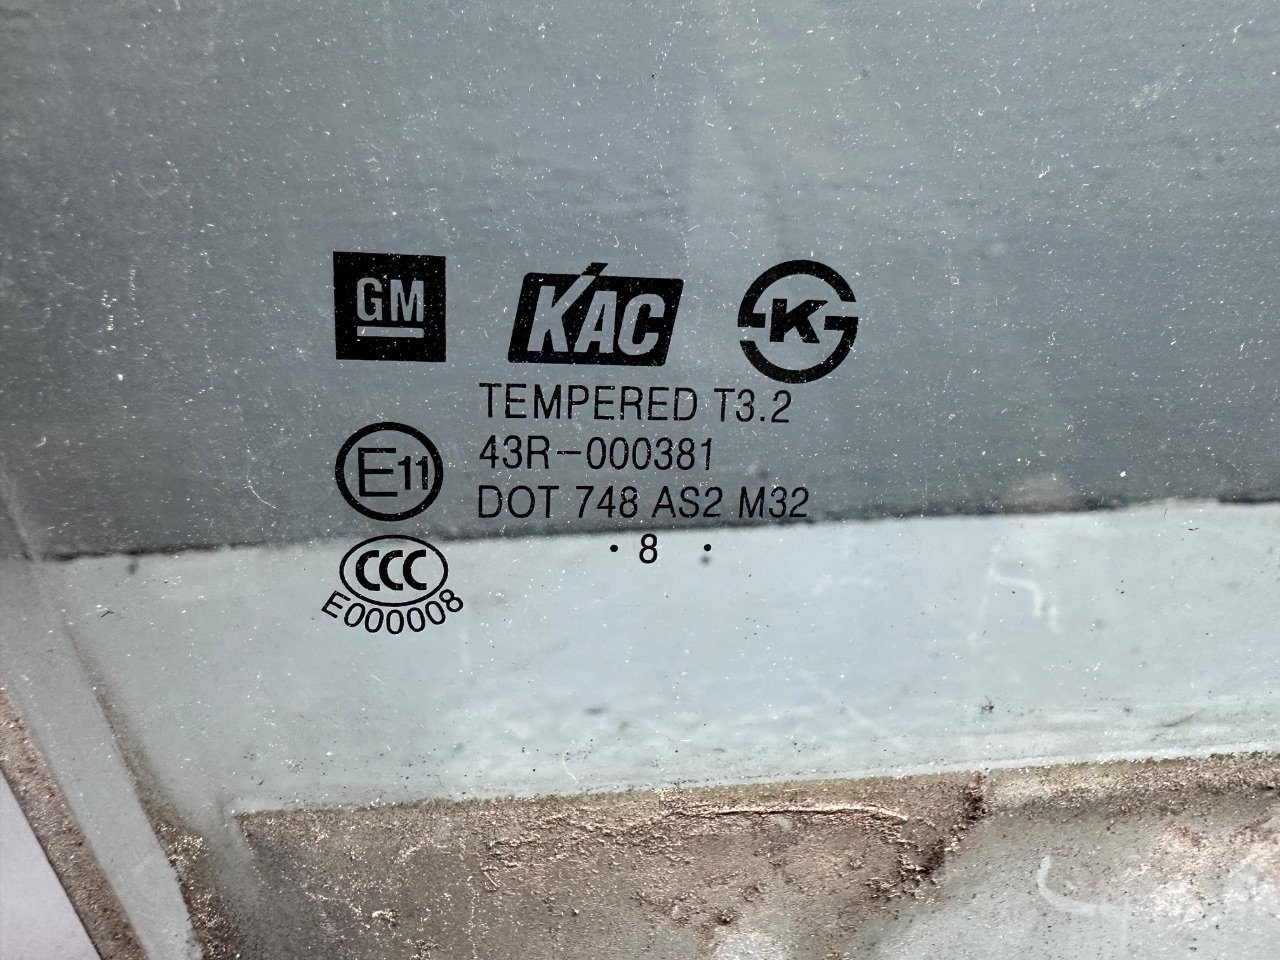 GM KAC K
TEMPERED T3.2
43R-000381
E11
DOT 748 AS2 M32
· 8 ·
CCC
E000008